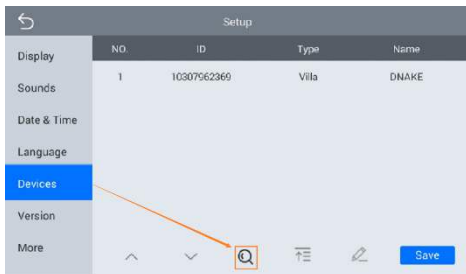 Setup
Display
Sounds
Date & Time
Language
Devices
Version
More
NO. ID Type Name
1 10307962369 Villa DNAKE
Save